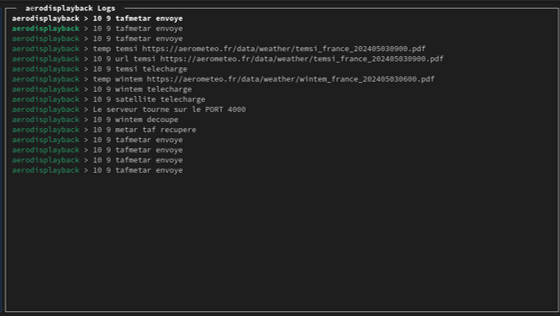 aerodisplayback Logs
aerodisplayback > 10 9 tafmetar envoye
aerodisplayback > 10 9 tafmetar envoye
aerodisplayback > 10 9 tafmetar envoye
aerodisplayback > temp temsi https://aerometeo.fr/data/weather/temsi_france_202405030900.pdf
aerodisplayback > 10 9 url temsi https://aerometeo.fr/data/weather/temsi_france_202405030900.pdf
aerodisplayback > 10 9 temsi telecharge
aerodisplayback > temp wintem https://aerometeo.fr/data/weather/wintem_france_202405030600.pdf
aerodisplayback > 10 9 wintem telecharge
aerodisplayback > 10 9 satellite telecharge
aerodisplayback > Le serveur tourne sur le PORT 4000
aerodisplayback > 10 9 wintem decoupe
aerodisplayback > 10 9 metar taf recupere
aerodisplayback > 10 9 tafmetar envoye
aerodisplayback > 10 9 tafmetar envoye
aerodisplayback > 10 9 tafmetar envoye
aerodisplayback > 10 9 tafmetar envoye